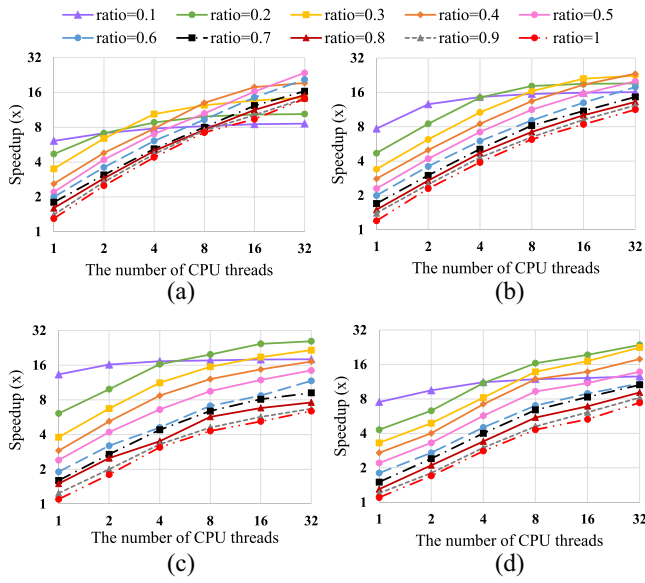 ratio=0.1 ratio=0.2 ratio=0.3 ratio=0.4 ratio=0.5
ratio=0.6 ratio=0.7 ratio=0.8 ratio=0.9 ratio=1
32
16
8
4
2
1
Speedup (x)
1 2 4 8 16 32
The number of CPU threads
(a)
32
16
8
4
2
1
Speedup (x)
1 2 4 8 16 32
The number of CPU threads
(b)
32
16
8
4
2
1
Speedup (x)
1 2 4 8 16 32
The number of CPU threads
(c)
32
16
8
4
2
1
Speedup (x)
1 2 4 8 16 32
The number of CPU threads
(d)